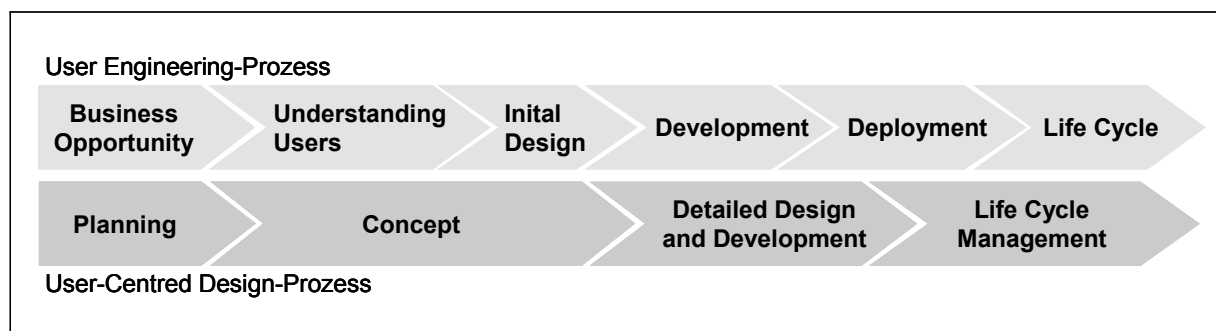 User Engineering-Prozess
Business
Opportunity
Understanding
Users
Inital
Design
Development
Deployment
Life Cycle
Planning
Concept
Detailed Design
and Development
Life Cycle
Management
User-Centred Design-Prozess